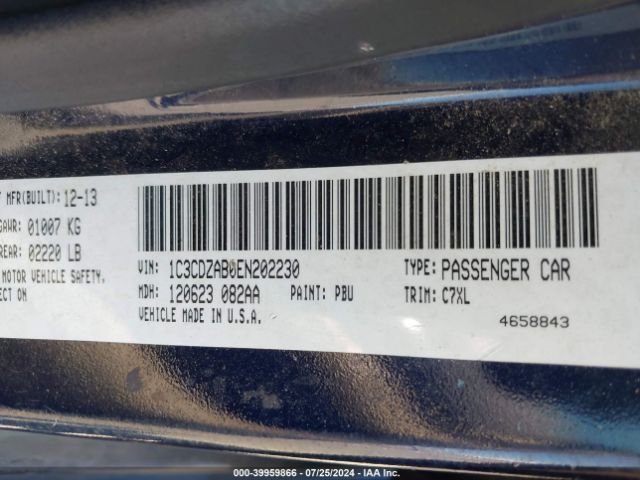 MFR(BUILT): 12-13
GAWR: 01007 KG
REAR: 02220 LB
MOTOR VEHICLE SAFETY,
ECT ON
VIN: 1C3CDZAB0EN202230 TYPE: PASSENGER CAR
MDH: 120623 082AA PAINT: PBU TRIM: C7XL
VEHICLE MADE IN U.S.A. 4658843
000-39959866 - 07/25/2024 - IAA Inc.